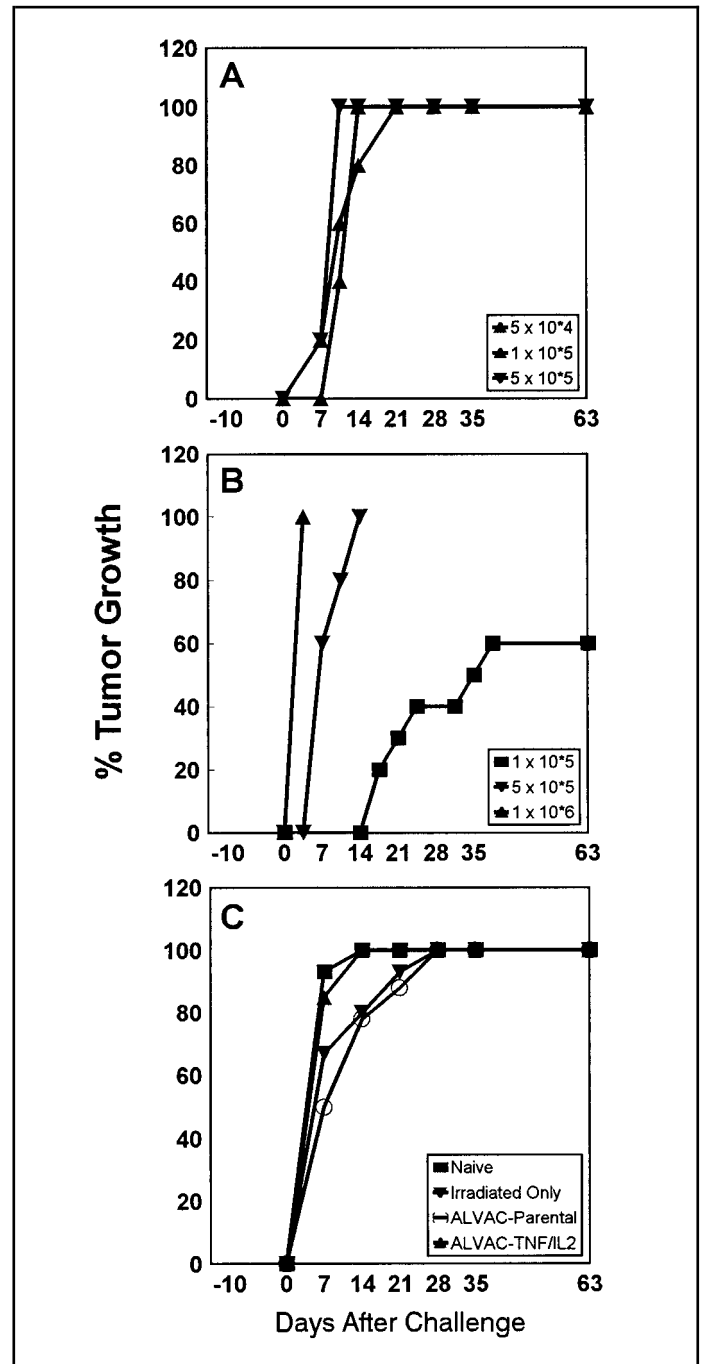 % Tumor Growth
A
120
100
80
60
40
20
0
-10 0 7 14 21 28 35 63
5 x 10*4
1 x 10*5
5 x 10*5
B
120
100
80
60
40
20
0
-10 0 7 14 21 28 35 63
1 x 10*5
5 x 10*5
1 x 10*6
C
120
100
80
60
40
20
0
-10 0 7 14 21 28 35 63
Naive
Irradiated Only
ALVAC-Parental
ALVAC-TNF/IL2
Days After Challenge